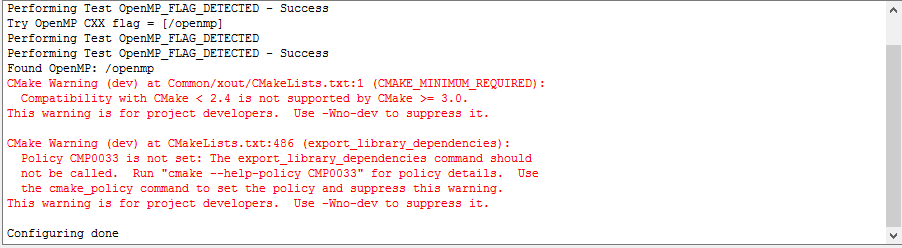 Performing Test OpenMP_FLAG_DETECTED - Success
Try OpenMP CXX flag = [/openmp]
Performing Test OpenMP_FLAG_DETECTED
Performing Test OpenMP_FLAG_DETECTED - Success
Found OpenMP: /openmp
CMake Warning (dev) at Common/xout/CMakeLists.txt:1 (CMAKE_MINIMUM_REQUIRED):
  Compatibility with CMake < 2.4 is not supported by CMake >= 3.0.
This warning is for project developers.  Use -Wno-dev to suppress it.

CMake Warning (dev) at CMakeLists.txt:486 (export_library_dependencies):
  Policy CMP0033 is not set: The export_library_dependencies command should
  not be called.  Run "cmake --help-policy CMP0033" for policy details.  Use
  the cmake_policy command to set the policy and suppress this warning.
This warning is for project developers.  Use -Wno-dev to suppress it.

Configuring done